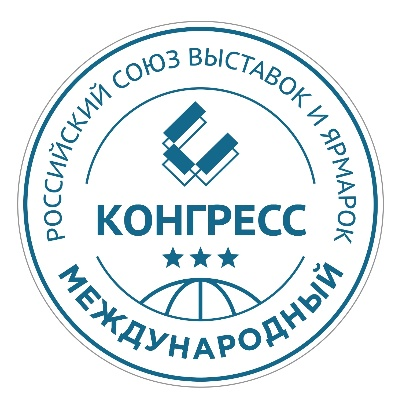 РОССИЙСКИЙ СОЮЗ ВЫСТАВОК И ЯРМАРОК
КОНГРЕСС
МЕЖДУНАРОДНЫЙ